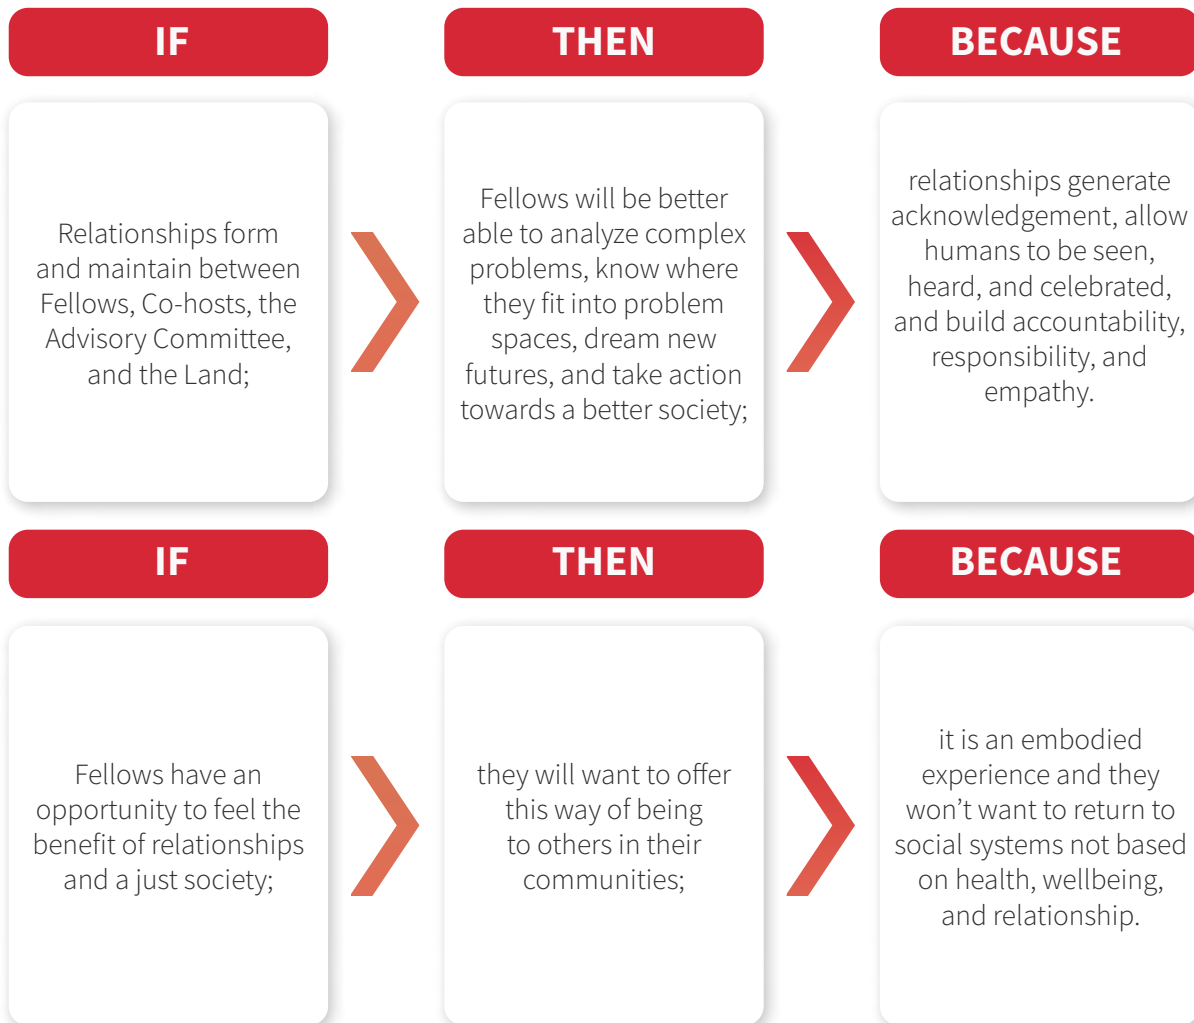 IF
THEN
BECAUSE
Relationships form
and maintain between
Fellows, Co-hosts, the
Advisory Committee,
and the Land;
Fellows will be better
able to analyze complex
problems, know where
they fit into problem
spaces, dream new
futures, and take action
towards a better society;
relationships generate
acknowledgement, allow
humans to be seen,
heard, and celebrated,
and build accountability,
responsibility, and
empathy.
IF
THEN
BECAUSE
Fellows have an
opportunity to feel the
benefit of relationships
and a just society;
they will want to offer
this way of being
to others in their
communities;
it is an embodied
experience and they
won’t want to return to
social systems not based
on health, wellbeing,
and relationship.